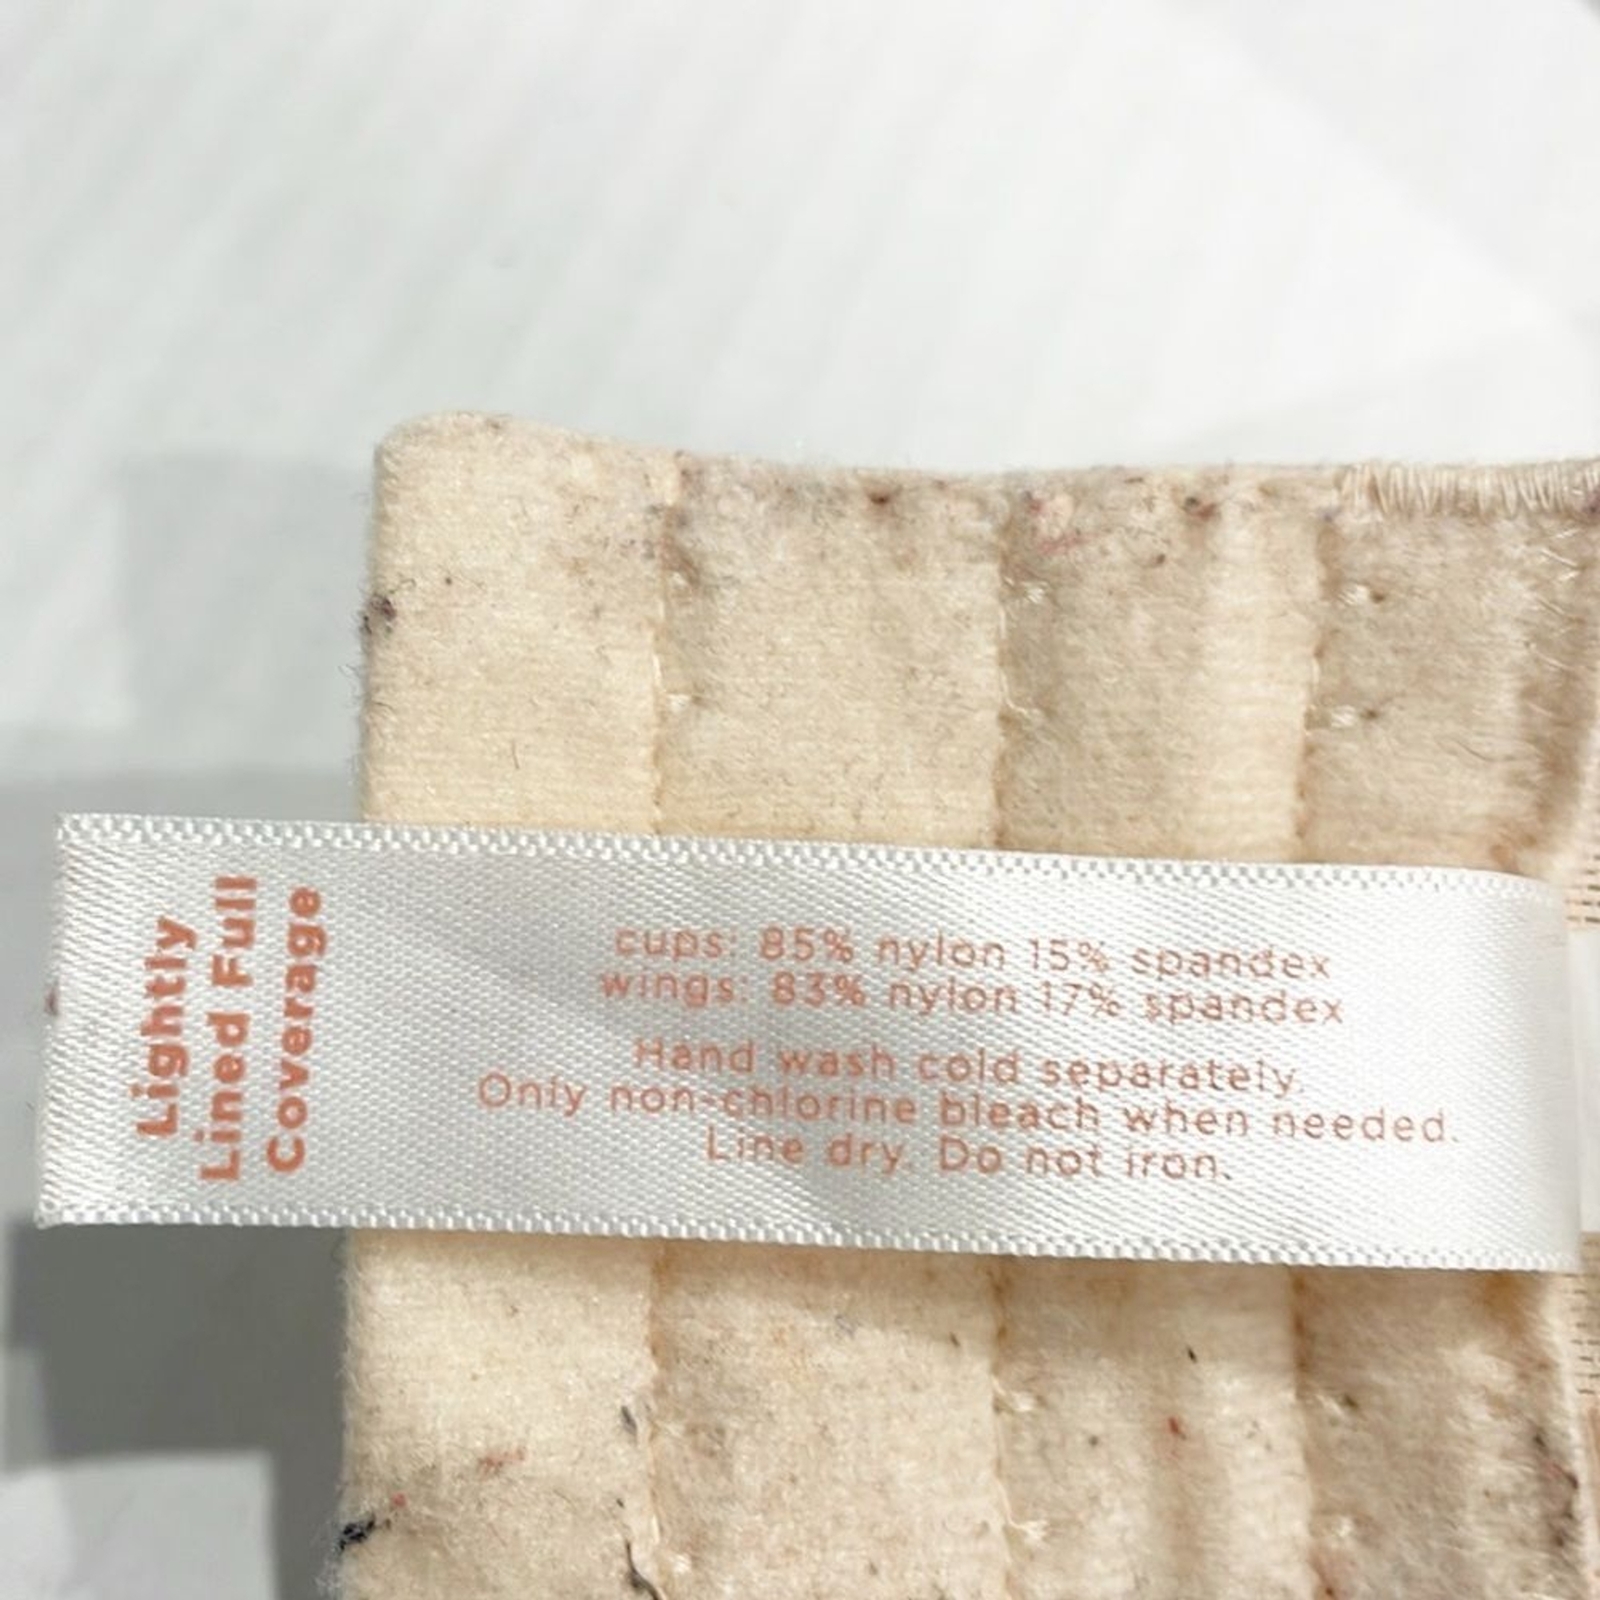 Lightly
Lined Full
Coverage
cups: 85% nylon 15% spandex
wings: 83% nylon 17% spandex
Hand wash cold separately.
Only non-chlorine bleach when needed.
Line dry. Do not iron.